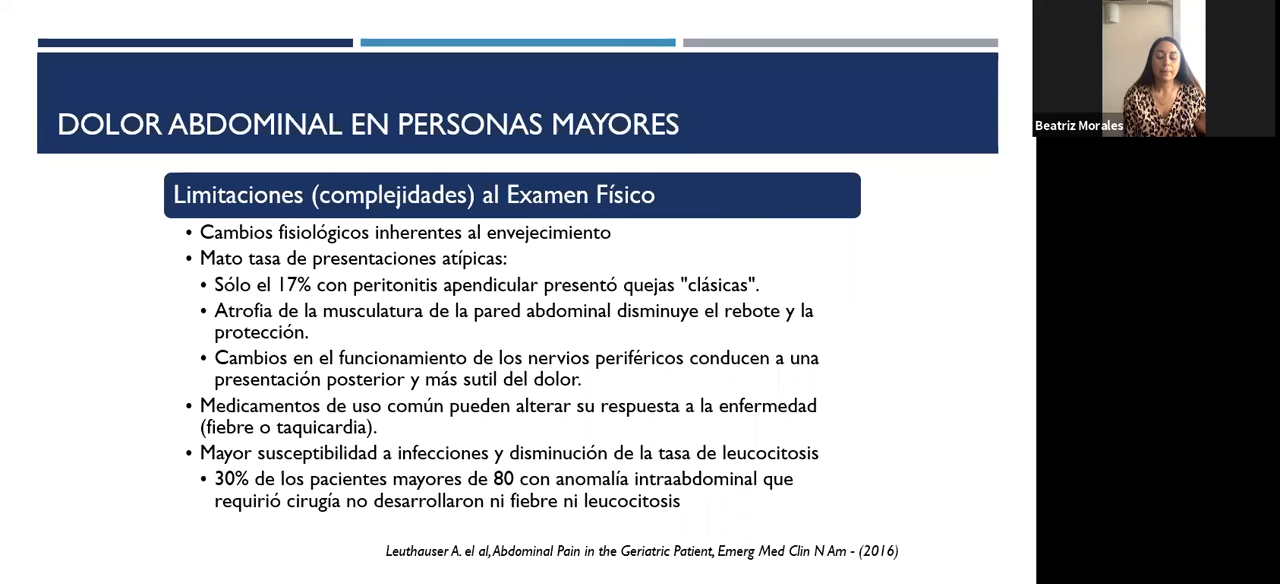 DOLOR ABDOMINAL EN PERSONAS MAYORES
Limitaciones (complejidades) al Examen Físico
• Cambios fisiológicos inherentes al envejecimiento
• Mato tasa de presentaciones atípicas:
• Sólo el 17% con peritonitis apendicular presentó quejas "clásicas".
• Atrofia de la musculatura de la pared abdominal disminuye el rebote y la
protección.
• Cambios en el funcionamiento de los nervios periféricos conducen a una
presentación posterior y más sutil del dolor.
• Medicamentos de uso común pueden alterar su respuesta a la enfermedad
(fiebre o taquicardia).
• Mayor susceptibilidad a infecciones y disminución de la tasa de leucocitosis
• 30% de los pacientes mayores de 80 con anomalía intraabdominal que
requirió cirugía no desarrollaron ni fiebre ni leucocitosis
Leuthauser A. el al, Abdominal Pain in the Geriatric Patient, Emerg Med Clin N Am - (2016)
Beatriz Morales